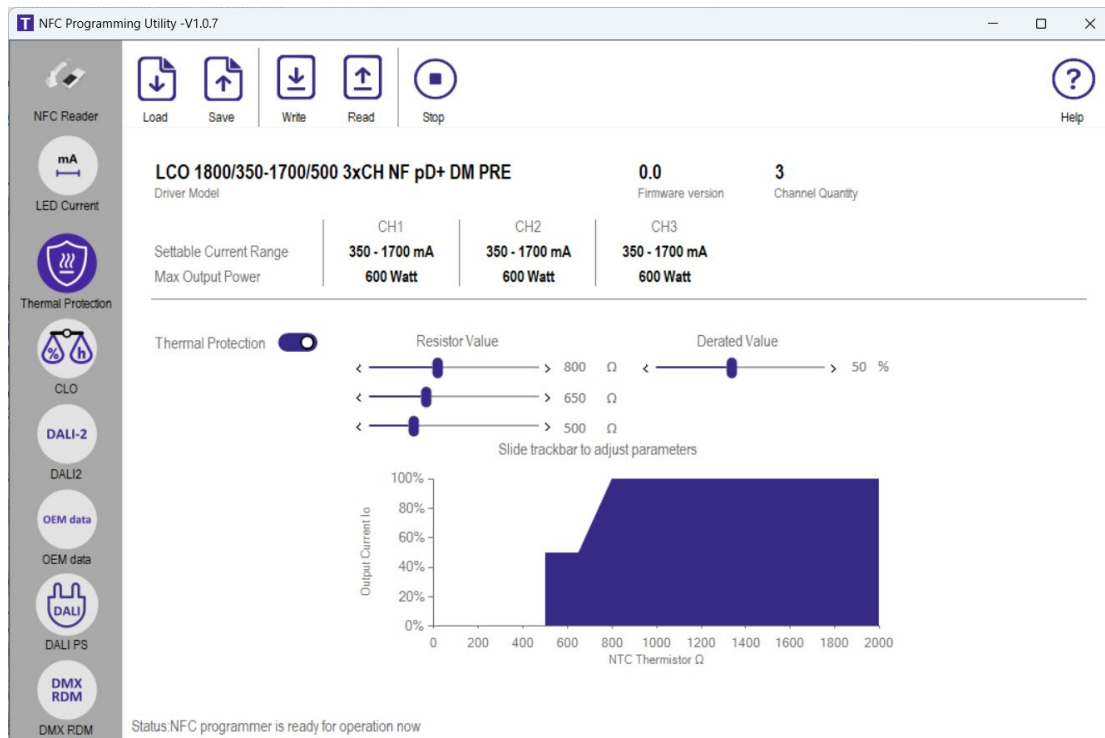 T NFC Programming Utility -V1.0.7
NFC Reader
mA
LED Current
Thermal Protection
% h
CLO
DALI-2
DALI2
OEM data
OEM data
DALI
DALI PS
DMX
RDM
DMX RDM
Load Save Write Read Stop ? Help
LCO 1800/350-1700/500 3xCH NF pD+ DM PRE 0.0 3
Driver Model Firmware version Channel Quantity
CH1 CH2 CH3
Settable Current Range 350 - 1700 mA 350 - 1700 mA 350 - 1700 mA
Max Output Power 600 Watt 600 Watt 600 Watt
Thermal Protection Resistor Value Derated Value
< > 800 Ω < > 50 %
< > 650 Ω
< > 500 Ω
Slide trackbar to adjust parameters
Output Current Io
100%
80%
60%
40%
20%
0%
0 200 400 600 800 1000 1200 1400 1600 1800 2000
NTC Thermistor Ω
Status:NFC programmer is ready for operation now